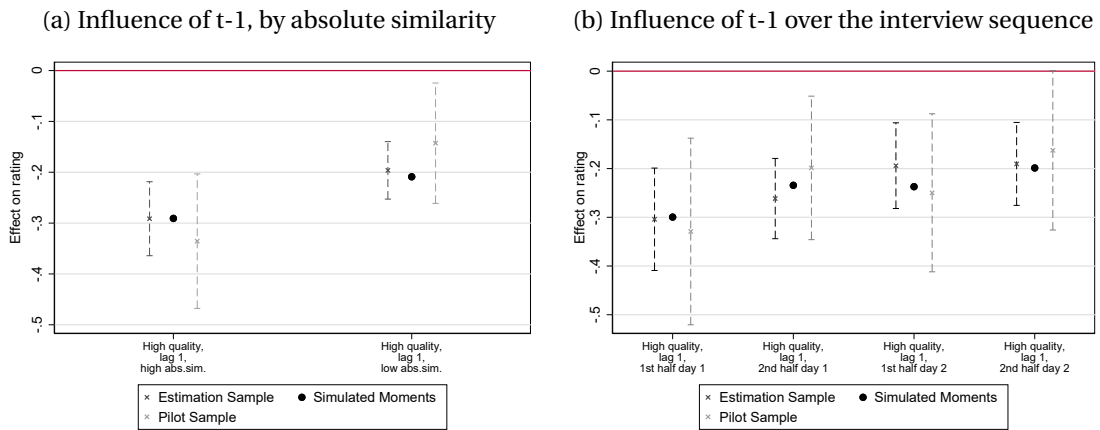 (a) Influence of t-1, by absolute similarity
Effect on rating
0
-.1
-.2
-.3
-.4
-.5
High quality,
lag 1,
high abs.sim.
High quality,
lag 1,
low abs.sim.
Estimation Sample
Simulated Moments
Pilot Sample
(b) Influence of t-1 over the interview sequence
Effect on rating
0
-.1
-.2
-.3
-.4
-.5
High quality,
lag 1,
1st half day 1
High quality,
lag 1,
2nd half day 1
High quality,
lag 1,
1st half day 2
High quality,
lag 1,
2nd half day 2
Estimation Sample
Simulated Moments
Pilot Sample